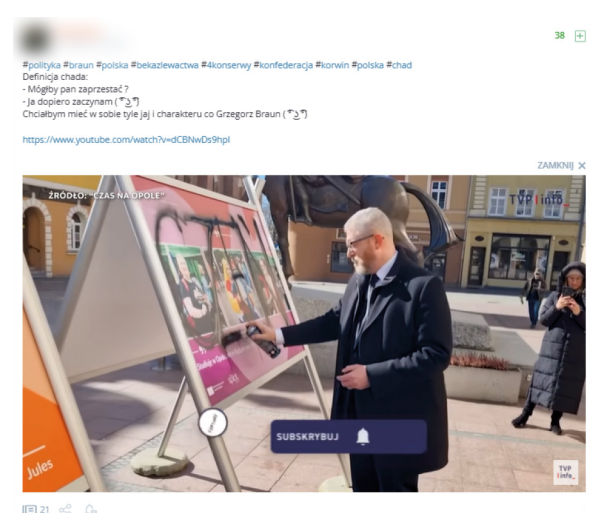 38
#polityka #braun #polska #bekazlewactwa #4konserwy #konfederacja #korwin #polska #chad
Definicja chada:
- Mógłby pan zaprzestać ?
- Ja dopiero zaczynam ( ͡° ͜ʖ ͡°)
Chciałbym mieć w sobie tyle jaj i charakteru co Grzegorz Braun ( ͡° ͜ʖ ͡°)
https://www.youtube.com/watch?v=dCBNwDs9hpI
ZAMKNIJ ✕
ŹRÓDŁO: "CZAS NA OPOLE"
TVP info_
Jules
SUBSKRYBUJ
TVP
info_
21